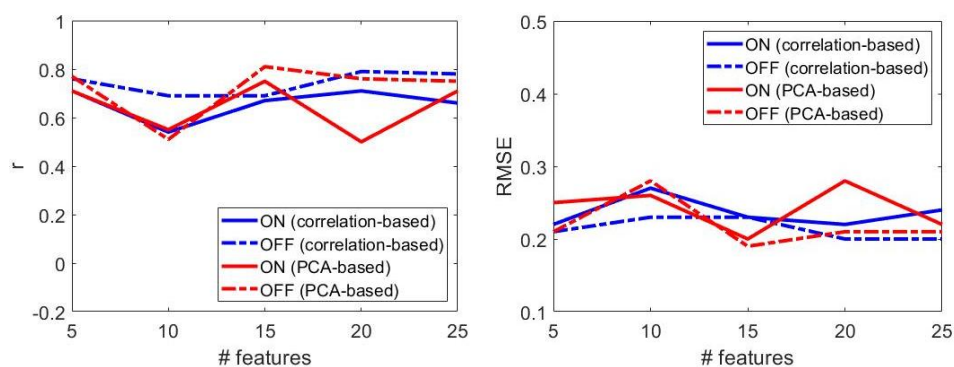 1
0.8
0.6
0.4
0.2
0
-0.2
r
5 10 15 20 25
# features
ON (correlation-based)
OFF (correlation-based)
ON (PCA-based)
OFF (PCA-based)
0.5
0.4
0.3
0.2
0.1
RMSE
5 10 15 20 25
# features
ON (correlation-based)
OFF (correlation-based)
ON (PCA-based)
OFF (PCA-based)